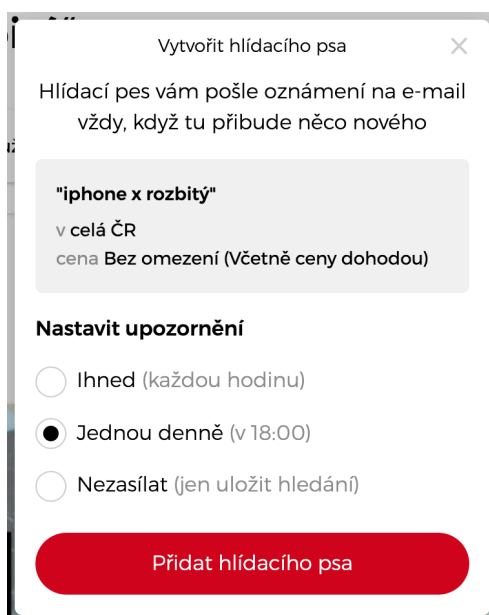 Vytvořit hlídacího psa
Hlídací pes vám pošle oznámení na e-mail
vždy, když tu přibude něco nového
"iphone x rozbitý"
v celá ČR
cena Bez omezení (Včetně ceny dohodou)
Nastavit upozornění
Ihned (každou hodinu)
Jednou denně (v 18:00)
Nezasílat (jen uložit hledání)
Přidat hlídacího psa